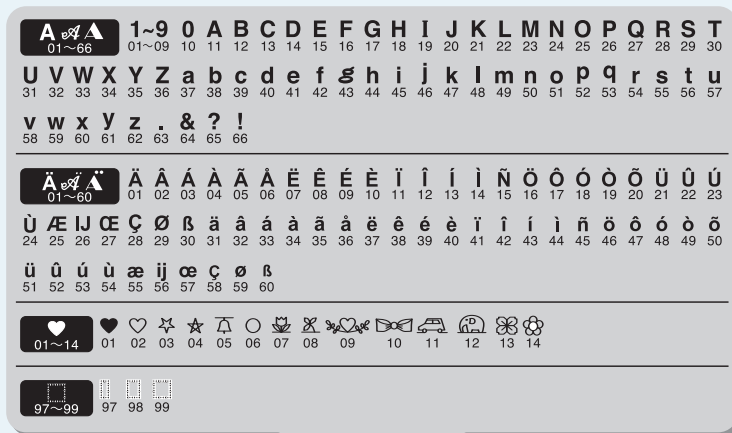 A A A 1~9 0 A B C D E F G H I J K L M N O P Q R S T
01~66 01~09 10 11 12 13 14 15 16 17 18 19 20 21 22 23 24 25 26 27 28 29 30
U V W X Y Z a b c d e f g h i j k l m n o p q r s t u
31 32 33 34 35 36 37 38 39 40 41 42 43 44 45 46 47 48 49 50 51 52 53 54 55 56 57
v w x y z . & ? !
58 59 60 61 62 63 64 65 66
Ä Ä Ä Ä Â Á À Ã Å Ë Ê É È Ï Î Í Ì Ñ Ö Ô Ó Ò Õ Ü Û Ú
01~60 01 02 03 04 05 06 07 08 09 10 11 12 13 14 15 16 17 18 19 20 21 22 23
Ù Æ IJ Œ Ç Ø ß ä â á à ã å ë ê é è ï î í ì ñ ö ô ó ò õ
24 25 26 27 28 29 30 31 32 33 34 35 36 37 38 39 40 41 42 43 44 45 46 47 48 49 50
ü û ú ù æ ij œ ç ø ß
51 52 53 54 55 56 57 58 59 60
01~14 01 02 03 04 05 06 07 08 09 10 11 12 13 14
97~99 97 98 99